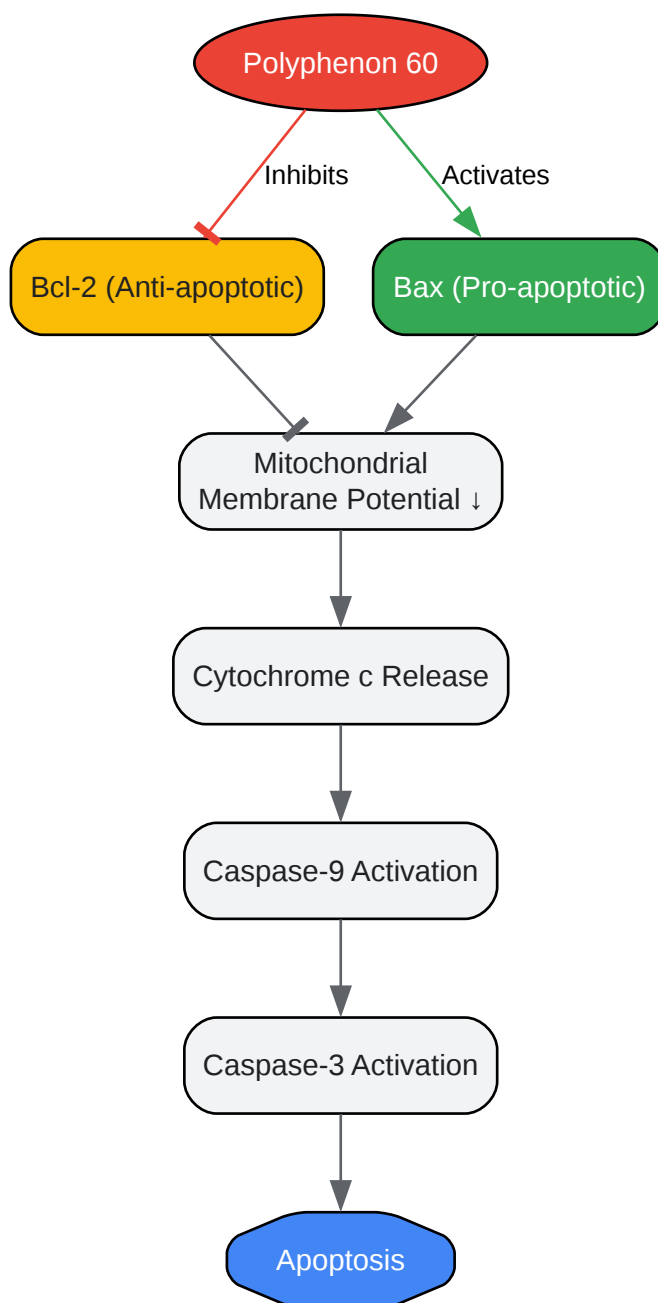 Polyphenon 60
Inhibits
Activates
Bcl-2 (Anti-apoptotic)
Bax (Pro-apoptotic)
Mitochondrial
Membrane Potential ↓
Cytochrome c Release
Caspase-9 Activation
Caspase-3 Activation
Apoptosis